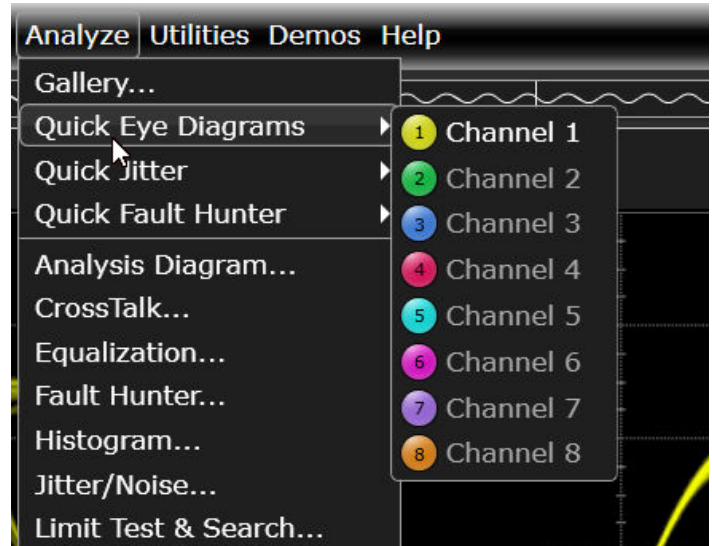 Analyze Utilities Demos Help
Gallery...
Quick Eye Diagrams
Quick Jitter
Quick Fault Hunter
Analysis Diagram...
CrossTalk...
Equalization...
Fault Hunter...
Histogram...
Jitter/Noise...
Limit Test & Search...
1 Channel 1
2 Channel 2
3 Channel 3
4 Channel 4
5 Channel 5
6 Channel 6
7 Channel 7
8 Channel 8